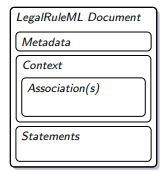 LegalRuleML Document
Metadata
Context
Association(s)
Statements